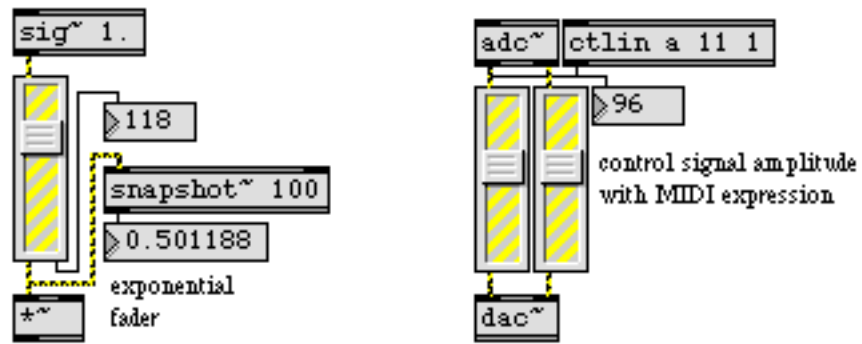 sig~ 1.
118
snapshot~ 100
0.501188
exponential
fader
*~
adc~
ctlin a 11 1
96
control signal amplitude
with MIDI expression
dac~